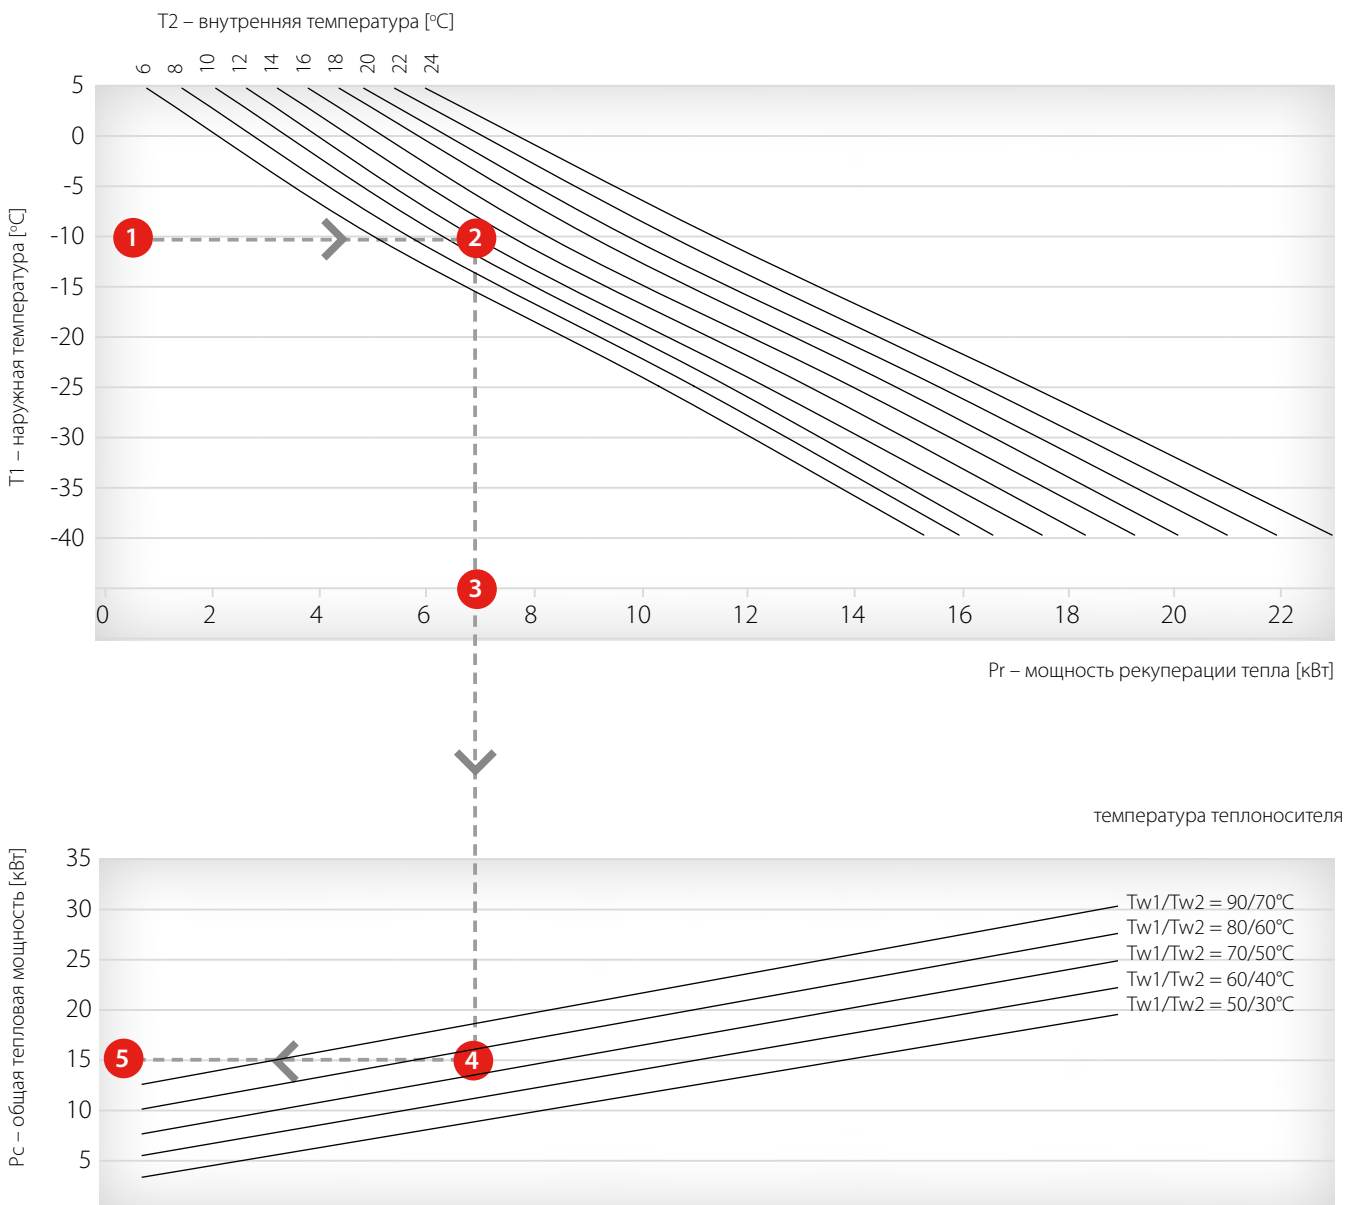 T2 – внутренняя температура [°C]
6 8 10 12 14 16 18 20 22 24
5
0
-5
-10
-15
-20
-25
-30
-35
-40
T1 – наружная температура [°C]
1
2
3
0 2 4 6 8 10 12 14 16 18 20 22
Pr – мощность рекуперации тепла [кВт]
температура теплоносителя
35
30
25
20
15
10
5
Pc – общая тепловая мощность [кВт]
Tw1/Tw2 = 90/70°C
Tw1/Tw2 = 80/60°C
Tw1/Tw2 = 70/50°C
Tw1/Tw2 = 60/40°C
Tw1/Tw2 = 50/30°C
5
4